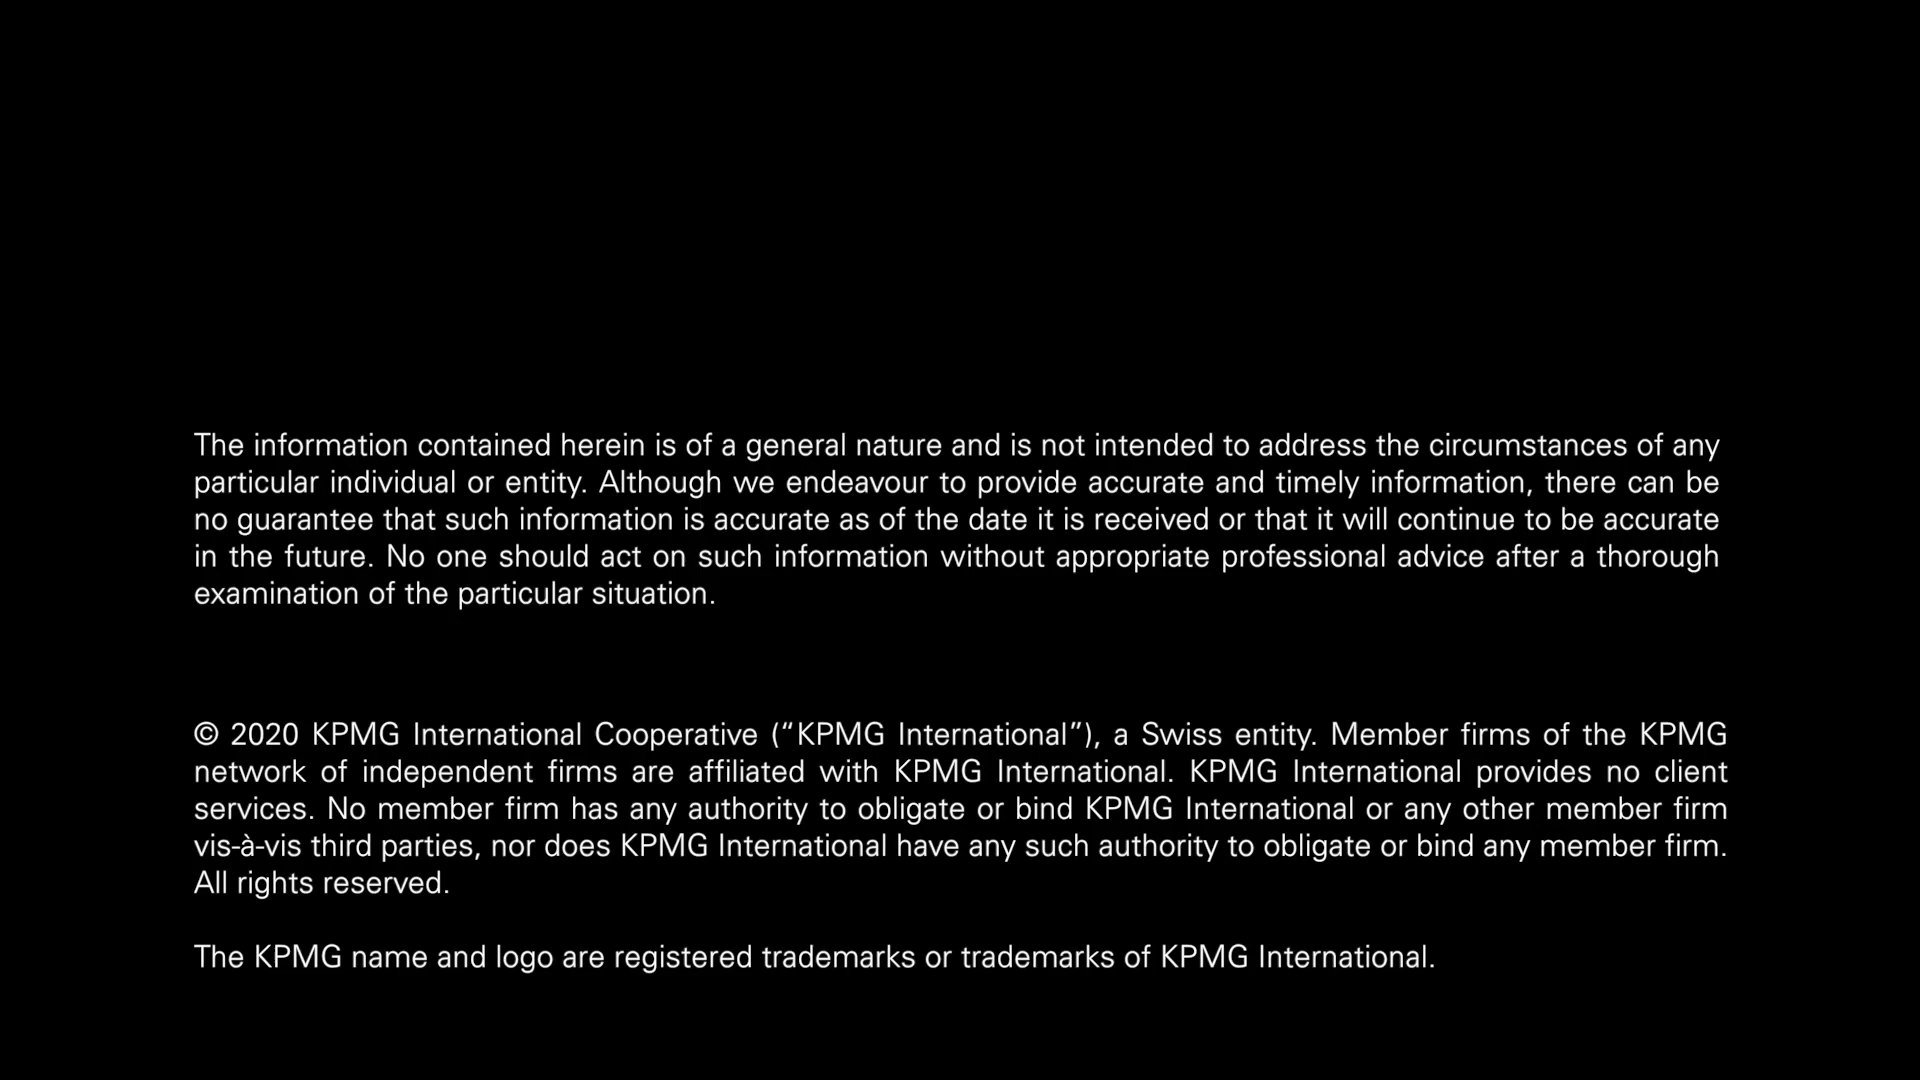 The information contained herein is of a general nature and is not intended to address the circumstances of any
particular individual or entity. Although we endeavour to provide accurate and timely information, there can be
no guarantee that such information is accurate as of the date it is received or that it will continue to be accurate
in the future. No one should act on such information without appropriate professional advice after a thorough
examination of the particular situation.
© 2020 KPMG International Cooperative (“KPMG International”), a Swiss entity. Member firms of the KPMG
network of independent firms are affiliated with KPMG International. KPMG International provides no client
services. No member firm has any authority to obligate or bind KPMG International or any other member firm
vis-à-vis third parties, nor does KPMG International have any such authority to obligate or bind any member firm.
All rights reserved.
The KPMG name and logo are registered trademarks or trademarks of KPMG International.